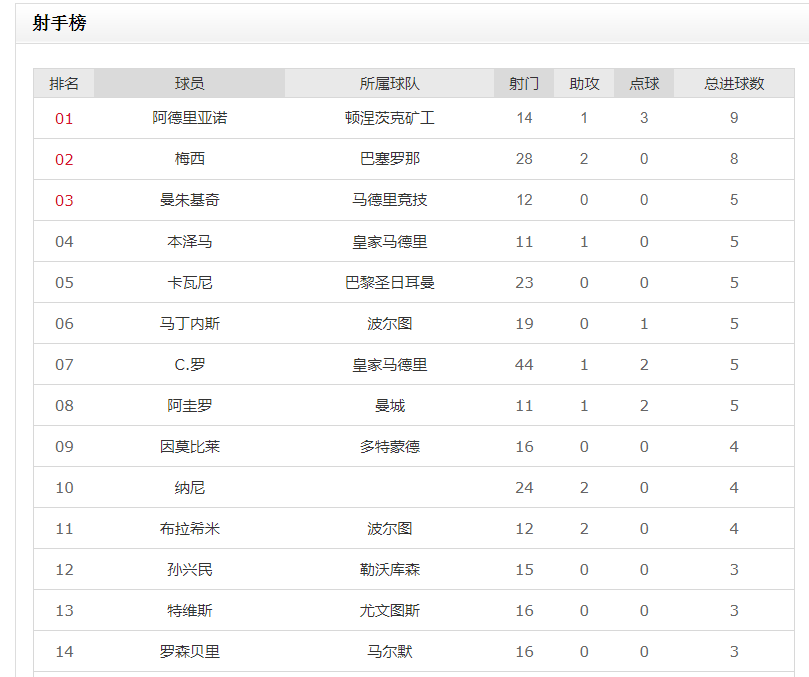 射手榜
排名 球员 所属球队 射门 助攻 点球 总进球数
01 阿德里亚诺 顿涅茨克矿工 14 1 3 9
02 梅西 巴塞罗那 28 2 0 8
03 曼朱基奇 马德里竞技 12 0 0 5
04 本泽马 皇家马德里 11 1 0 5
05 卡瓦尼 巴黎圣日耳曼 23 0 0 5
06 马丁内斯 波尔图 19 0 1 5
07 C.罗 皇家马德里 44 1 2 5
08 阿圭罗 曼城 11 1 2 5
09 因莫比莱 多特蒙德 16 0 0 4
10 纳尼 24 2 0 4
11 布拉希米 波尔图 12 2 0 4
12 孙兴民 勒沃库森 15 0 0 3
13 特维斯 尤文图斯 16 0 0 3
14 罗森贝里 马尔默 16 0 0 3